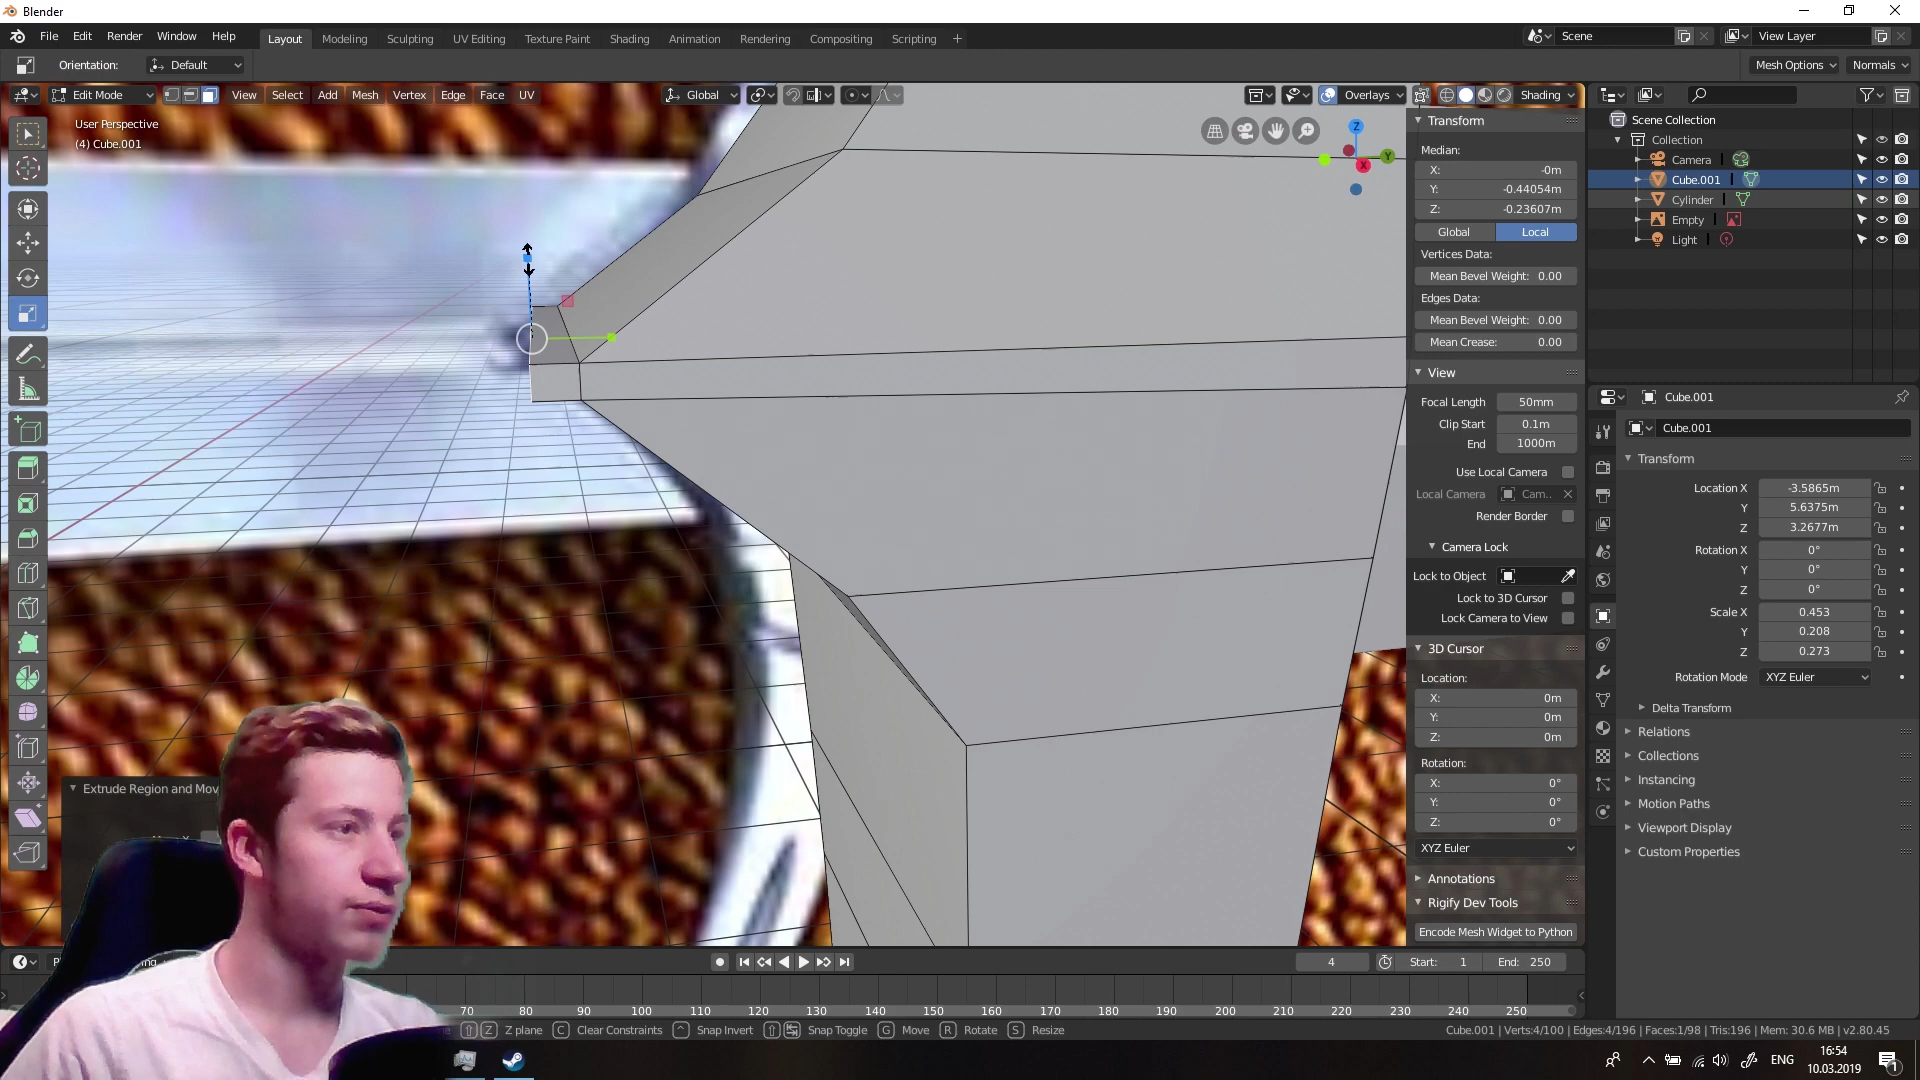 Blender
File Edit Render Window Help
Layout Modeling Sculpting UV Editing Texture Paint Shading Animation Rendering Compositing Scripting +
Scene
View Layer
Orientation: Default
Mesh Options Normals
Edit Mode View Select Add Mesh Vertex Edge Face UV
Global
Overlays
Shading
User Perspective
(4) Cube.001
Z
Y
X
Transform
Median:
X: -0m
Y: -0.44054m
Z: -0.23607m
Global Local
Vertices Data:
Mean Bevel Weight: 0.00
Edges Data:
Mean Bevel Weight: 0.00
Mean Crease: 0.00
View
Focal Length 50mm
Clip Start 0.1m
End 1000m
Use Local Camera
Local Camera Cam..
Render Border
Camera Lock
Lock to Object
Lock to 3D Cursor
Lock Camera to View
3D Cursor
Location:
X: 0m
Y: 0m
Z: 0m
Rotation:
X: 0°
Y: 0°
Z: 0°
XYZ Euler
Annotations
Rigify Dev Tools
Encode Mesh Widget to Python
Scene Collection
Collection
Camera
Cube.001
Cylinder
Empty
Light
Cube.001
Cube.001
Transform
Location X -3.5865m
Y 5.6375m
Z 3.2677m
Rotation X 0°
Y 0°
Z 0°
Scale X 0.453
Y 0.208
Z 0.273
Rotation Mode XYZ Euler
Delta Transform
Relations
Collections
Instancing
Motion Paths
Viewport Display
Custom Properties
Extrude Region and Mov
4 Start: 1 End: 250
70 80 90 100 110 120 130 140 150 160 170 180 190 200 210 220 230 240 250
Z plane C Clear Constraints Snap Invert Snap Toggle G Move R Rotate S Resize
Cube.001 | Verts:4/100 | Edges:4/196 | Faces:1/98 | Tris:196 | Mem: 30.6 MB | v2.80.45
ENG
16:54
10.03.2019
1